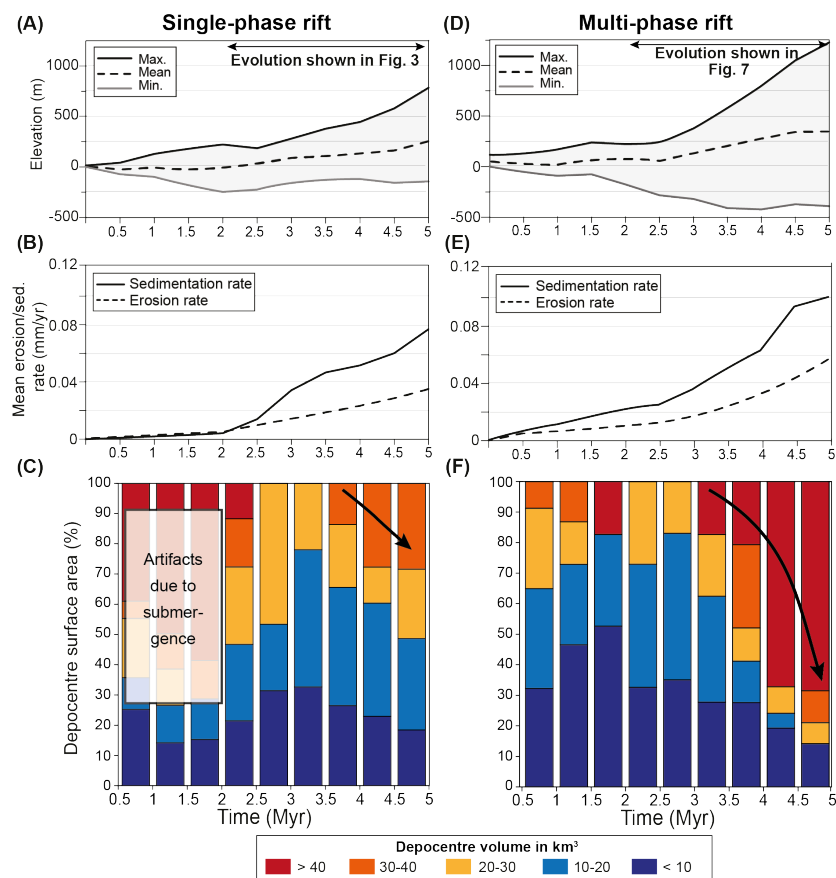 Single-phase rift
Multi-phase rift
(A)
Elevation (m)
1000
500
0
-500
Max.
Mean
Min.
Evolution shown in Fig. 3
0.5 1 1.5 2 2.5 3 3.5 4 4.5 5
(D)
1000
500
0
-500
Max.
Mean
Min.
Evolution shown in
Fig. 7
0.5 1 1.5 2 2.5 3 3.5 4 4.5 5
(B)
Mean erosion/sed.
rate (mm/yr)
0.12
0.08
0.04
0
Sedimentation rate
Erosion rate
0.5 1 1.5 2 2.5 3 3.5 4 4.5 5
(E)
0.12
0.08
0.04
0
Sedimentation rate
Erosion rate
0.5 1 1.5 2 2.5 3 3.5 4 4.5 5
(C)
Depocentre surface area (%)
100
90
80
70
60
50
40
30
20
10
0
Artifacts
due to
submer-
gence
0.5 1 1.5 2 2.5 3 3.5 4 4.5 5
Time (Myr)
(F)
100
90
80
70
60
50
40
30
20
10
0
0.5 1 1.5 2 2.5 3 3.5 4 4.5 5
Time (Myr)
Depocentre volume in km³
> 40 30-40 20-30 10-20 < 10